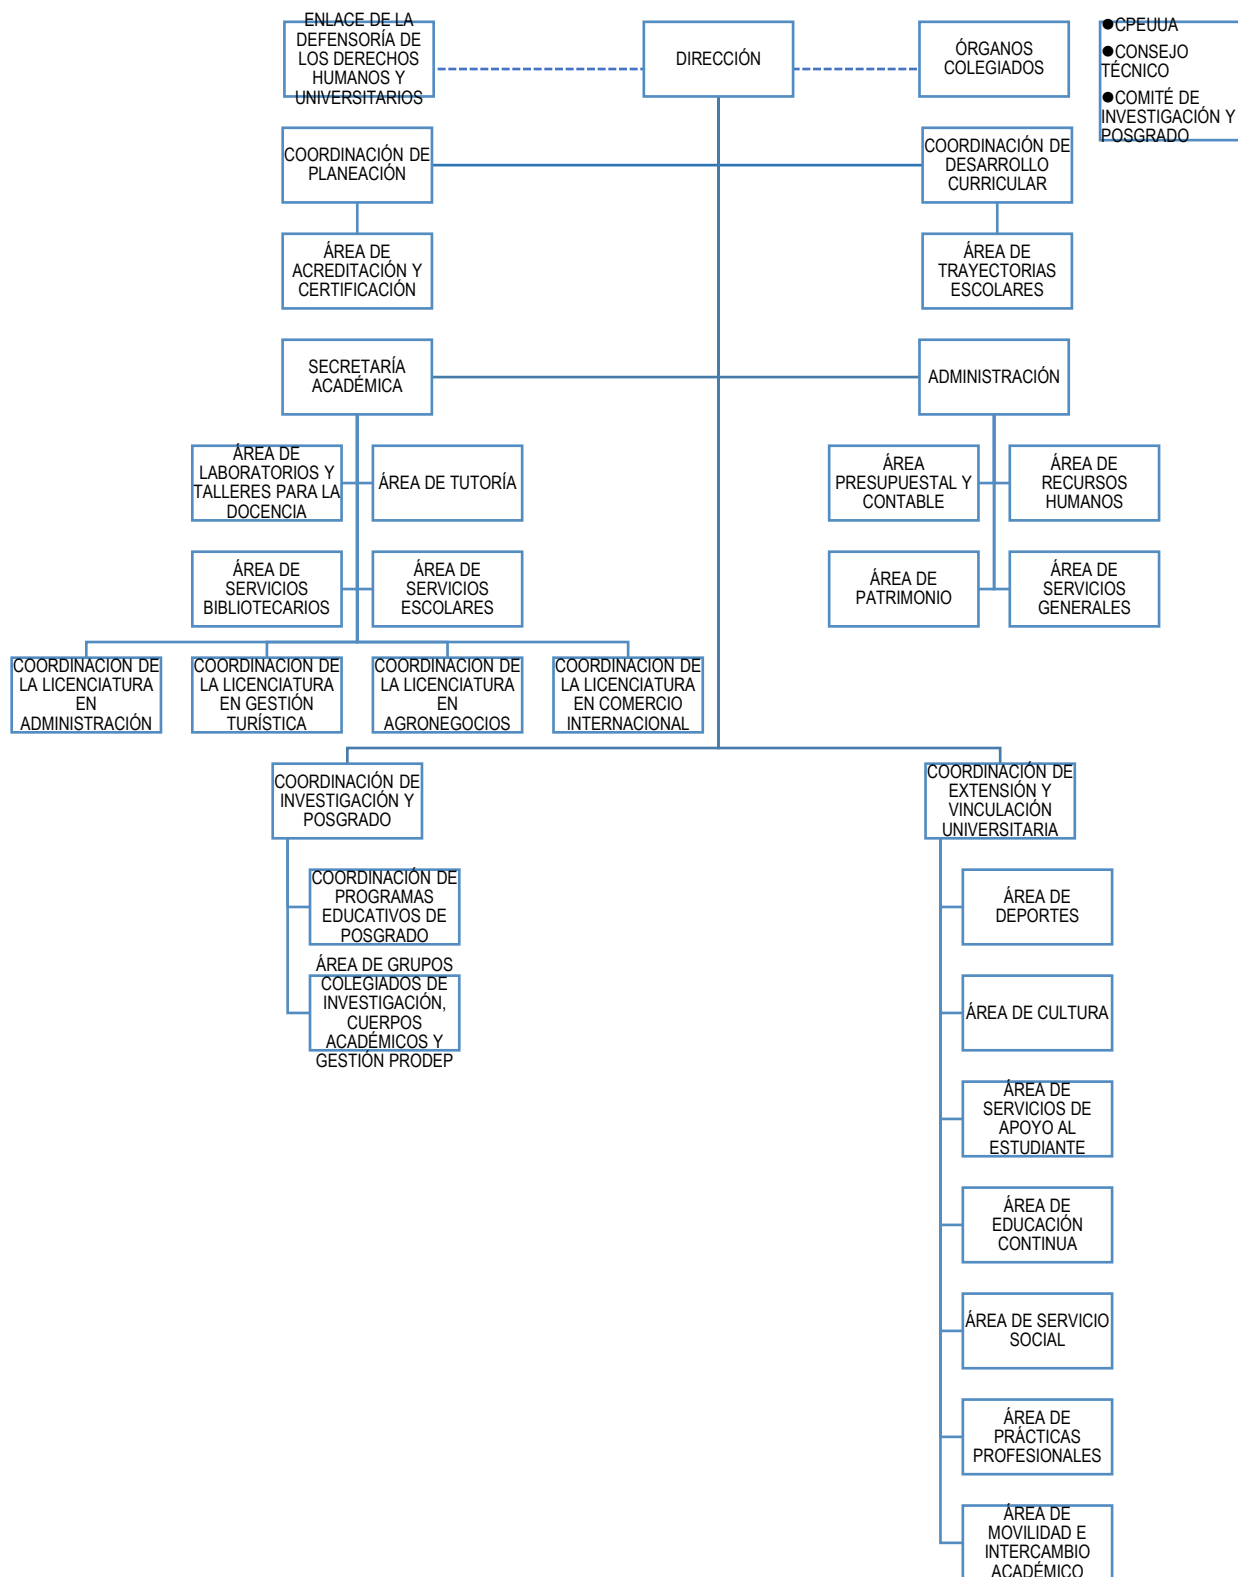 ENLACE DE LA
DEFENSORÍA DE
LOS DERECHOS
HUMANOS Y
UNIVERSITARIOS
DIRECCIÓN
ÓRGANOS
COLEGIADOS
●CPEUUA
●CONSEJO
TÉCNICO
●COMITÉ DE
INVESTIGACIÓN Y
POSGRADO
COORDINACIÓN DE
PLANEACIÓN
COORDINACIÓN DE
DESARROLLO
CURRICULAR
ÁREA DE
ACREDITACIÓN Y
CERTIFICACIÓN
ÁREA DE
TRAYECTORIAS
ESCOLARES
SECRETARÍA
ACADÉMICA
ADMINISTRACIÓN
ÁREA DE
LABORATORIOS Y
TALLERES PARA LA
DOCENCIA
ÁREA DE TUTORÍA
ÁREA
PRESUPUESTAL Y
CONTABLE
ÁREA DE
RECURSOS
HUMANOS
ÁREA DE
SERVICIOS
BIBLIOTECARIOS
ÁREA DE
SERVICIOS
ESCOLARES
ÁREA DE
PATRIMONIO
ÁREA DE
SERVICIOS
GENERALES
COORDINACION DE
LA LICENCIATURA
EN
ADMINISTRACIÓN
COORDINACION DE
LA LICENCIATURA
EN GESTIÓN
TURÍSTICA
COORDINACION DE
LA LICENCIATURA
EN
AGRONEGOCIOS
COORDINACION DE
LA LICENCIATURA
EN COMERCIO
INTERNACIONAL
COORDINACIÓN DE
INVESTIGACIÓN Y
POSGRADO
COORDINACIÓN DE
EXTENSIÓN Y
VINCULACIÓN
UNIVERSITARIA
COORDINACIÓN DE
PROGRAMAS
EDUCATIVOS DE
POSGRADO
ÁREA DE GRUPOS
COLEGIADOS DE
INVESTIGACIÓN,
CUERPOS
ACADÉMICOS Y
GESTIÓN PRODEP
ÁREA DE
DEPORTES
ÁREA DE CULTURA
ÁREA DE
SERVICIOS DE
APOYO AL
ESTUDIANTE
ÁREA DE
EDUCACIÓN
CONTINUA
ÁREA DE SERVICIO
SOCIAL
ÁREA DE
PRÁCTICAS
PROFESIONALES
ÁREA DE
MOVILIDAD E
INTERCAMBIO
ACADÉMICO